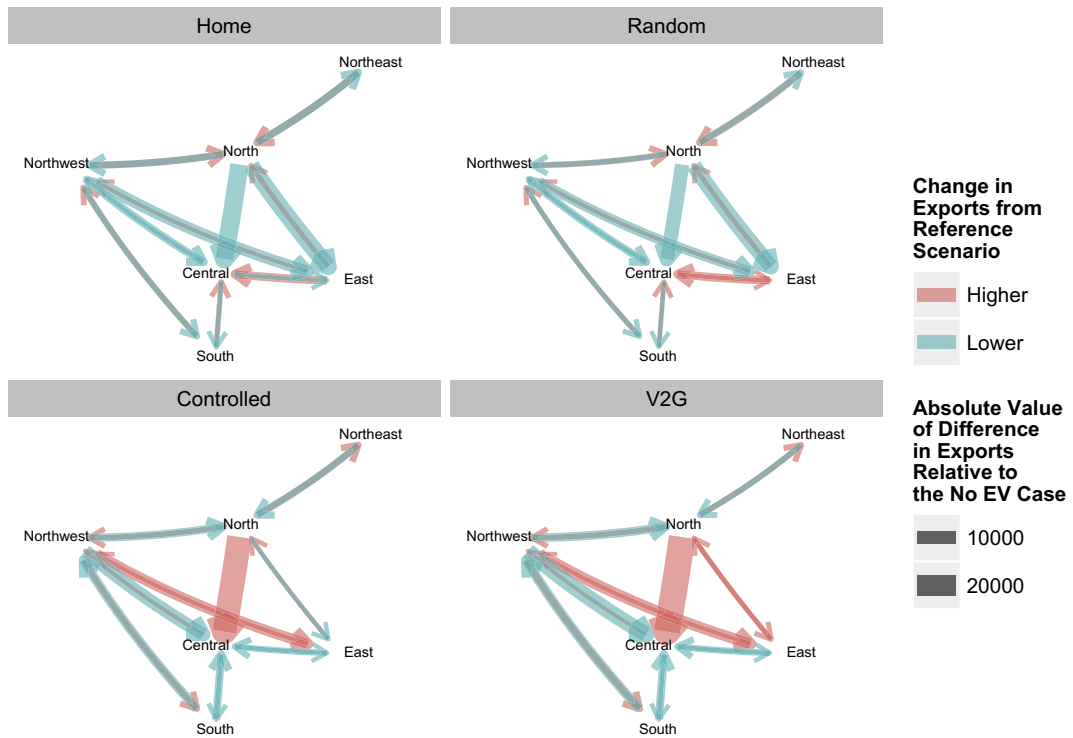 Home
Random
Northeast
North
Northwest
Central
East
South
Northeast
North
Northwest
Central
East
South
Controlled
V2G
Northeast
North
Northwest
Central
East
South
Northeast
North
Northwest
Central
East
South
Change in
Exports from
Reference
Scenario
Higher
Lower
Absolute Value
of Difference
in Exports
Relative to
the No EV Case
10000
20000